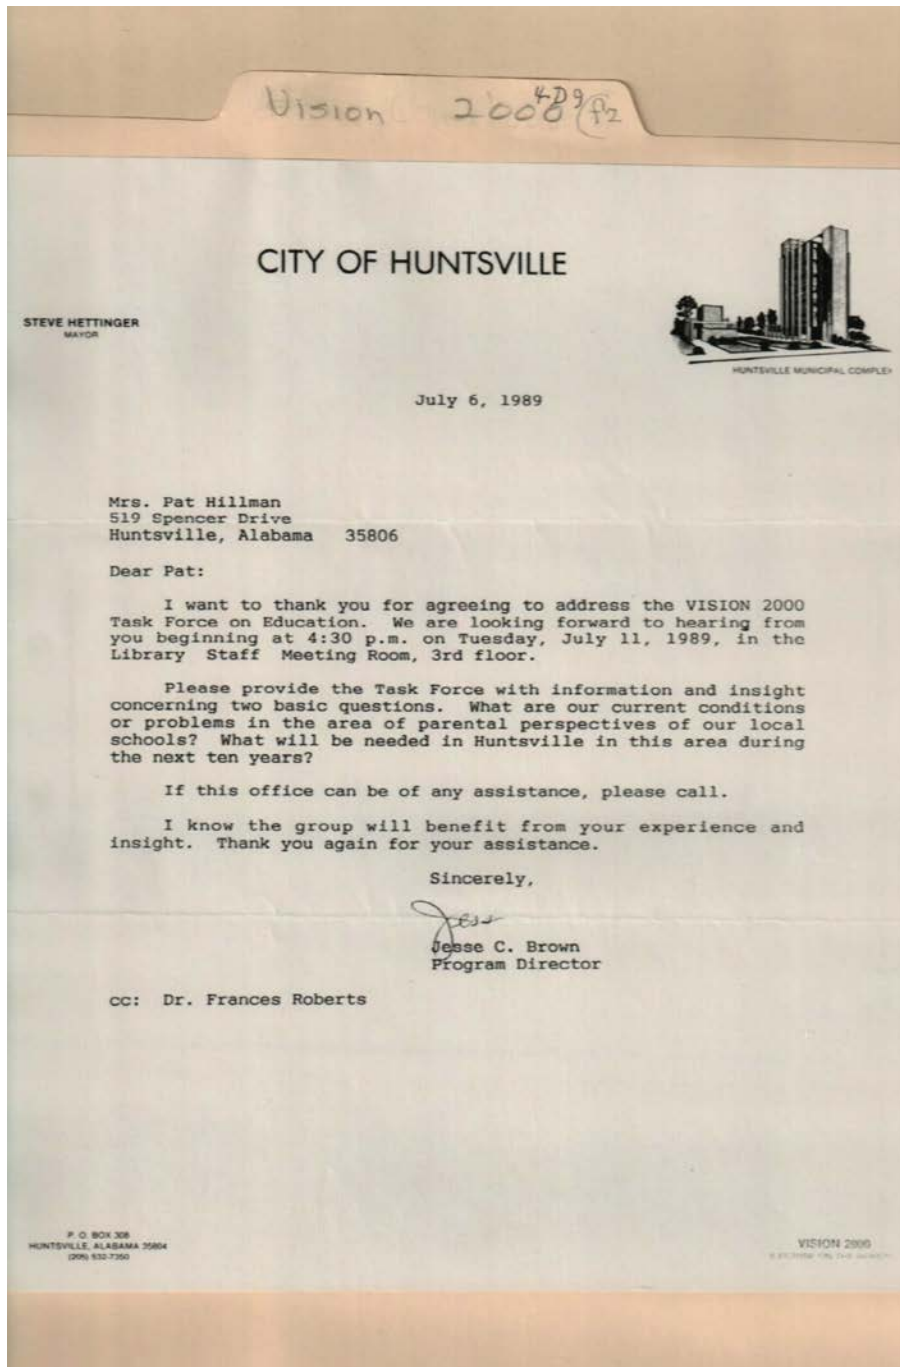 Vision 2000 4D9 f2
CITY OF HUNTSVILLE
STEVE HETTINGER
MAYOR
HUNTSVILLE MUNICIPAL COMPLEX
July 6, 1989
Mrs. Pat Hillman
519 Spencer Drive
Huntsville, Alabama 35806
Dear Pat:
I want to thank you for agreeing to address the VISION 2000
Task Force on Education. We are looking forward to hearing from
you beginning at 4:30 p.m. on Tuesday, July 11, 1989, in the
Library Staff Meeting Room, 3rd floor.
Please provide the Task Force with information and insight
concerning two basic questions. What are our current conditions
or problems in the area of parental perspectives of our local
schools? What will be needed in Huntsville in this area during
the next ten years?
If this office can be of any assistance, please call.
I know the group will benefit from your experience and
insight. Thank you again for your assistance.
Sincerely,
Jess
Jesse C. Brown
Program Director
cc: Dr. Frances Roberts
P. O. BOX 308
HUNTSVILLE, ALABAMA 35804
(205) 532-7350
VISION 2000